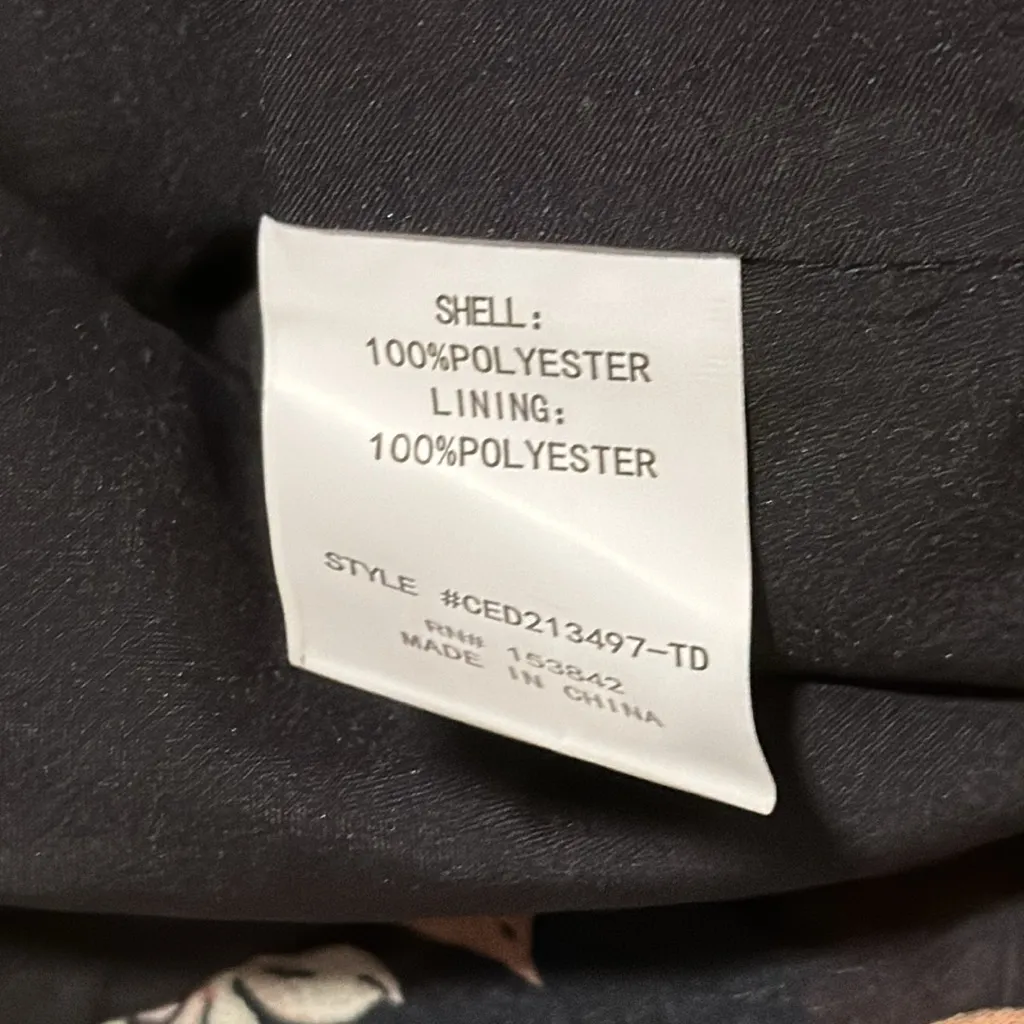 SHELL:
100%POLYESTER
LINING:
100%POLYESTER
STYLE #CED213497-TD
RN# 153842
MADE IN CHINA